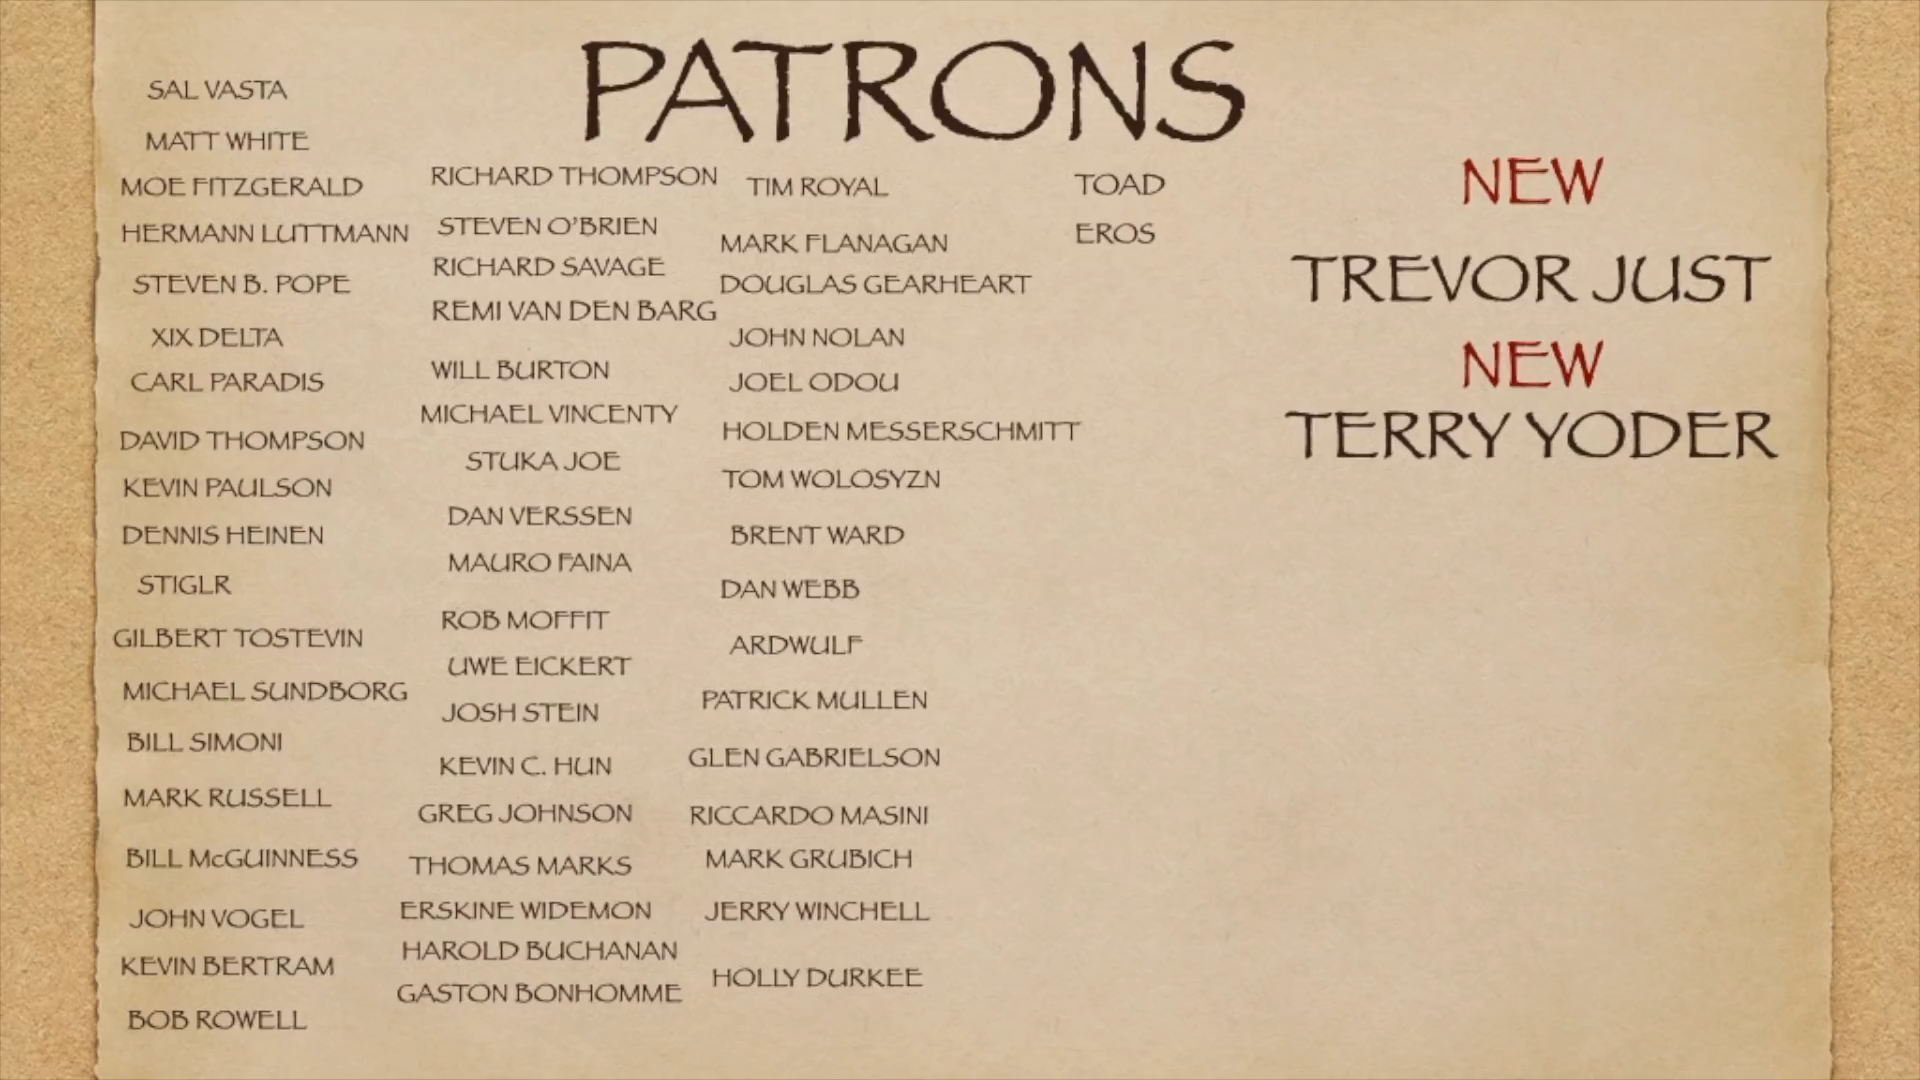 PATRONS
SAL VASTA
MATT WHITE
MOE FITZGERALD
HERMANN LUTTMANN
STEVEN B. POPE
XIX DELTA
CARL PARADIS
DAVID THOMPSON
KEVIN PAULSON
DENNIS HEINEN
STIGLR
GILBERT TOSTEVIN
MICHAEL SUNDBORG
BILL SIMONI
MARK RUSSELL
BILL McGUINNESS
JOHN VOGEL
KEVIN BERTRAM
BOB ROWELL
RICHARD THOMPSON
STEVEN O'BRIEN
RICHARD SAVAGE
REMI VAN DEN BARG
WILL BURTON
MICHAEL VINCENTY
STUKA JOE
DAN VERSSEN
MAURO FAINA
ROB MOFFIT
UWE EICKERT
JOSH STEIN
KEVIN C. HUN
GREG JOHNSON
THOMAS MARKS
ERSKINE WIDEMON
HAROLD BUCHANAN
GASTON BONHOMME
TIM ROYAL
MARK FLANAGAN
DOUGLAS GEARHEART
JOHN NOLAN
JOEL ODOU
HOLDEN MESSERSCHMITT
TOM WOLOSYZN
BRENT WARD
DAN WEBB
ARDWULF
PATRICK MULLEN
GLEN GABRIELSON
RICCARDO MASINI
MARK GRUBICH
JERRY WINCHELL
HOLLY DURKEE
TOAD
EROS
NEW
TREVOR JUST
NEW
TERRY YODER